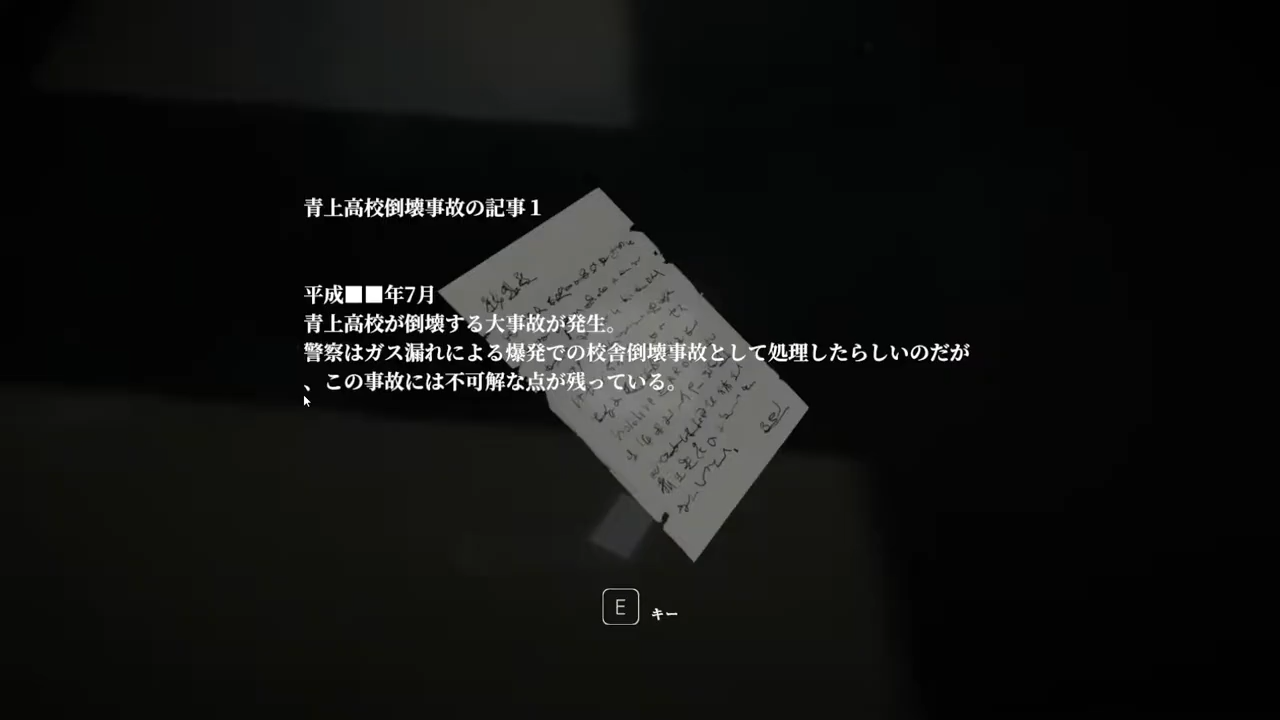 青上高校倒壊事故の記事１
平成■■年7月
青上高校が倒壊する大事故が発生。
警察はガス漏れによる爆発での校舎倒壊事故として処理したらしいのだが
、この事故には不可解な点が残っている。
E キー